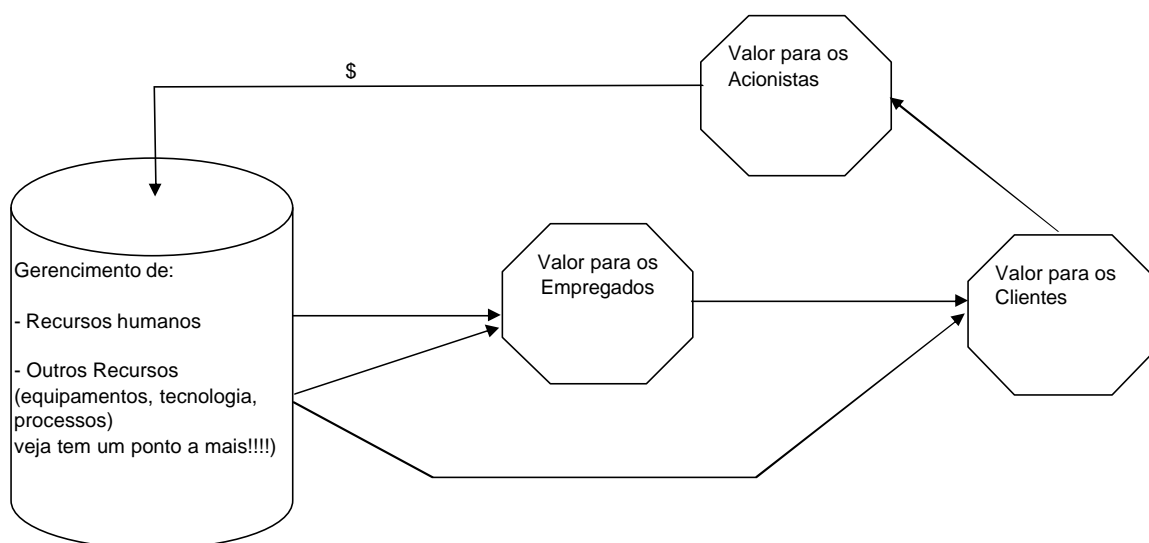 $
Valor para os
Acionistas
Gerencimento de:
- Recursos humanos
- Outros Recursos
(equipamentos, tecnologia,
processos)
veja tem um ponto a mais!!!!)
Valor para os
Empregados
Valor para os
Clientes